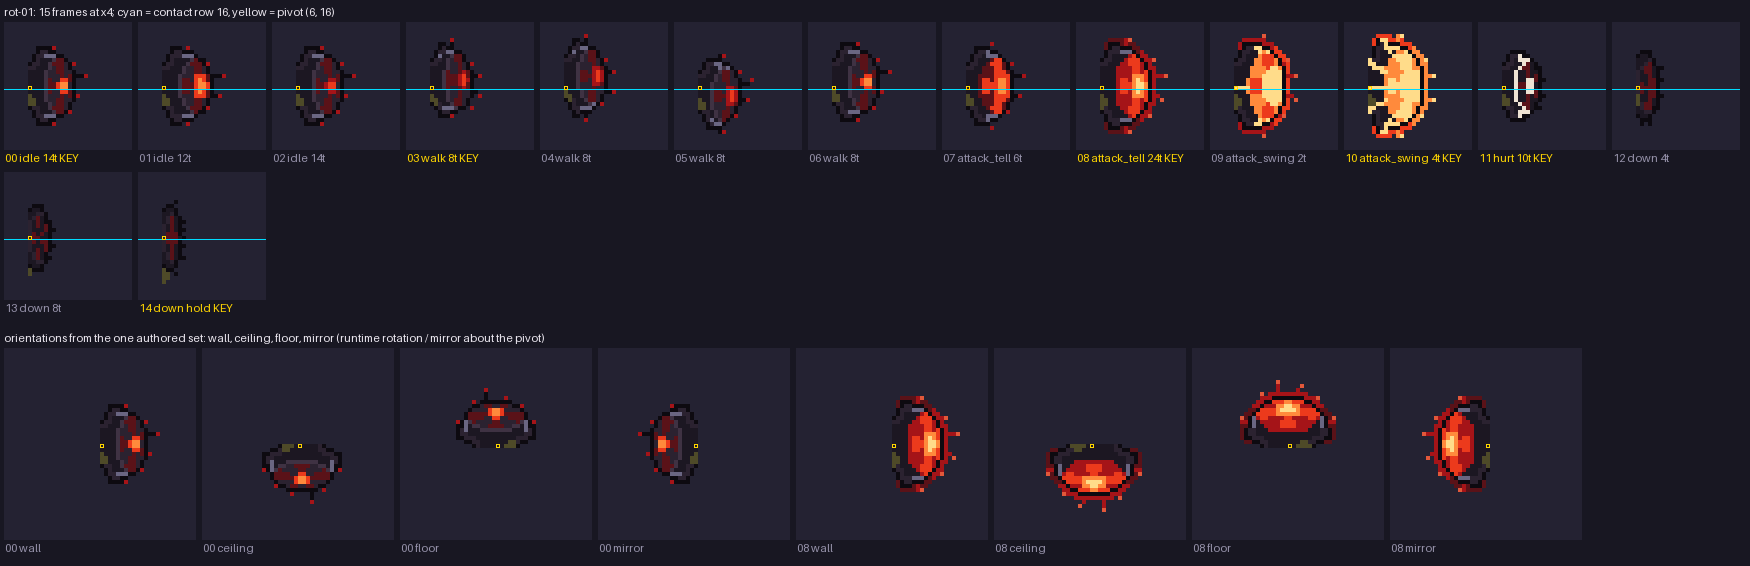 rot-01: 15 frames at x4; cyan = contact row 16, yellow = pivot (6, 16)
00 idle 14t KEY
01 idle 12t
02 idle 14t
03 walk 8t KEY
04 walk 8t
05 walk 8t
06 walk 8t
07 attack_tell 6t
08 attack_tell 24t KEY
09 attack_swing 2t
10 attack_swing 4t KEY
11 hurt 10t KEY
12 down 4t
13 down 8t
14 down hold KEY
orientations from the one authored set: wall, ceiling, floor, mirror (runtime rotation / mirror about the pivot)
00 wall
00 ceiling
00 floor
00 mirror
08 wall
08 ceiling
08 floor
08 mirror